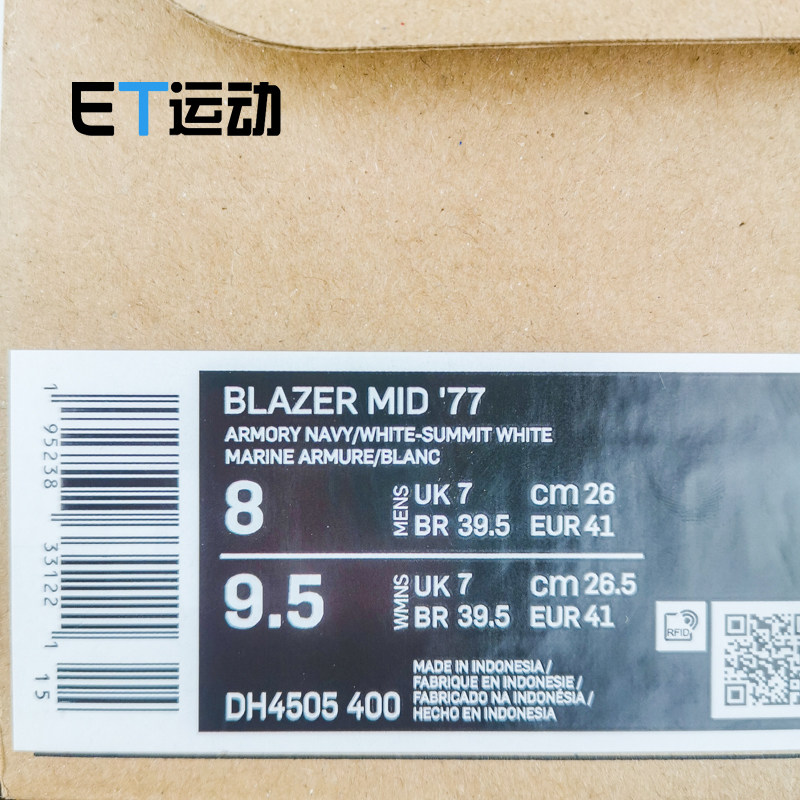 ET运动
BLAZER MID '77
ARMORY NAVY/WHITE-SUMMIT WHITE
MARINE ARMURE/BLANC
8
MENS
UK 7 cm 26
BR 39.5 EUR 41
9.5
WMNS
UK 7 cm 26.5
BR 39.5 EUR 41
RFID
DH4505 400
MADE IN INDONESIA/
FABRIQUE EN INDONESIE/
FABRICADO NA INDONÉSIA/
HECHO EN INDONESIA
1 95238 33122 1 15